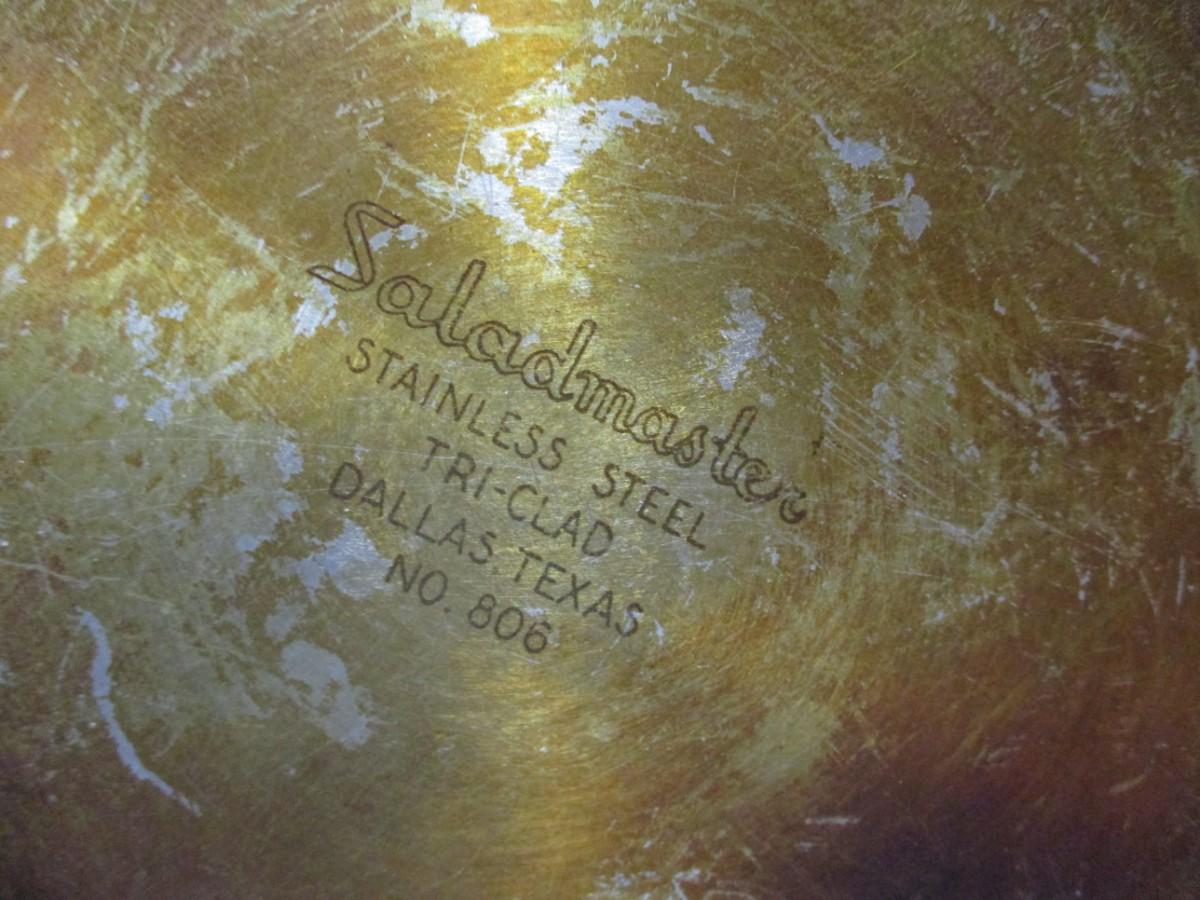 Saladmaster
STAINLESS STEEL
TRI-CLAD
DALLAS, TEXAS
NO. 806